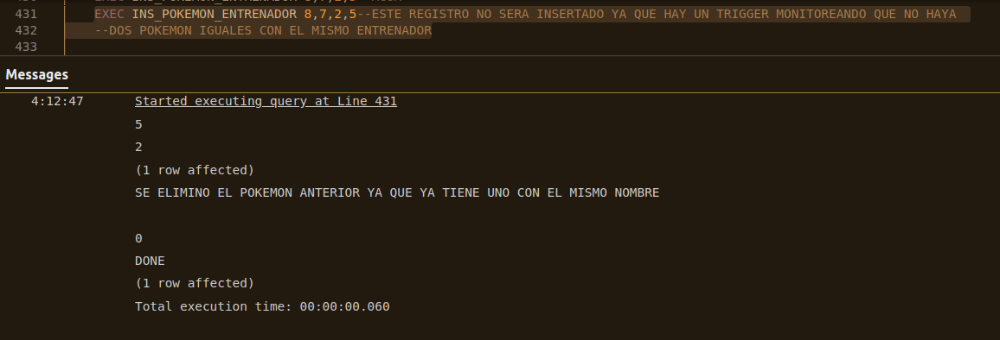 431 EXEC INS_POKEMON_ENTRENADOR 8,7,2,5--ESTE REGISTRO NO SERA INSERTADO YA QUE HAY UN TRIGGER MONITOREANDO QUE NO HAYA
432 --DOS POKEMON IGUALES CON EL MISMO ENTRENADOR
433
Messages
4:12:47 Started executing query at Line 431
5
2
(1 row affected)
SE ELIMINO EL POKEMON ANTERIOR YA QUE YA TIENE UNO CON EL MISMO NOMBRE
0
DONE
(1 row affected)
Total execution time: 00:00:00.060